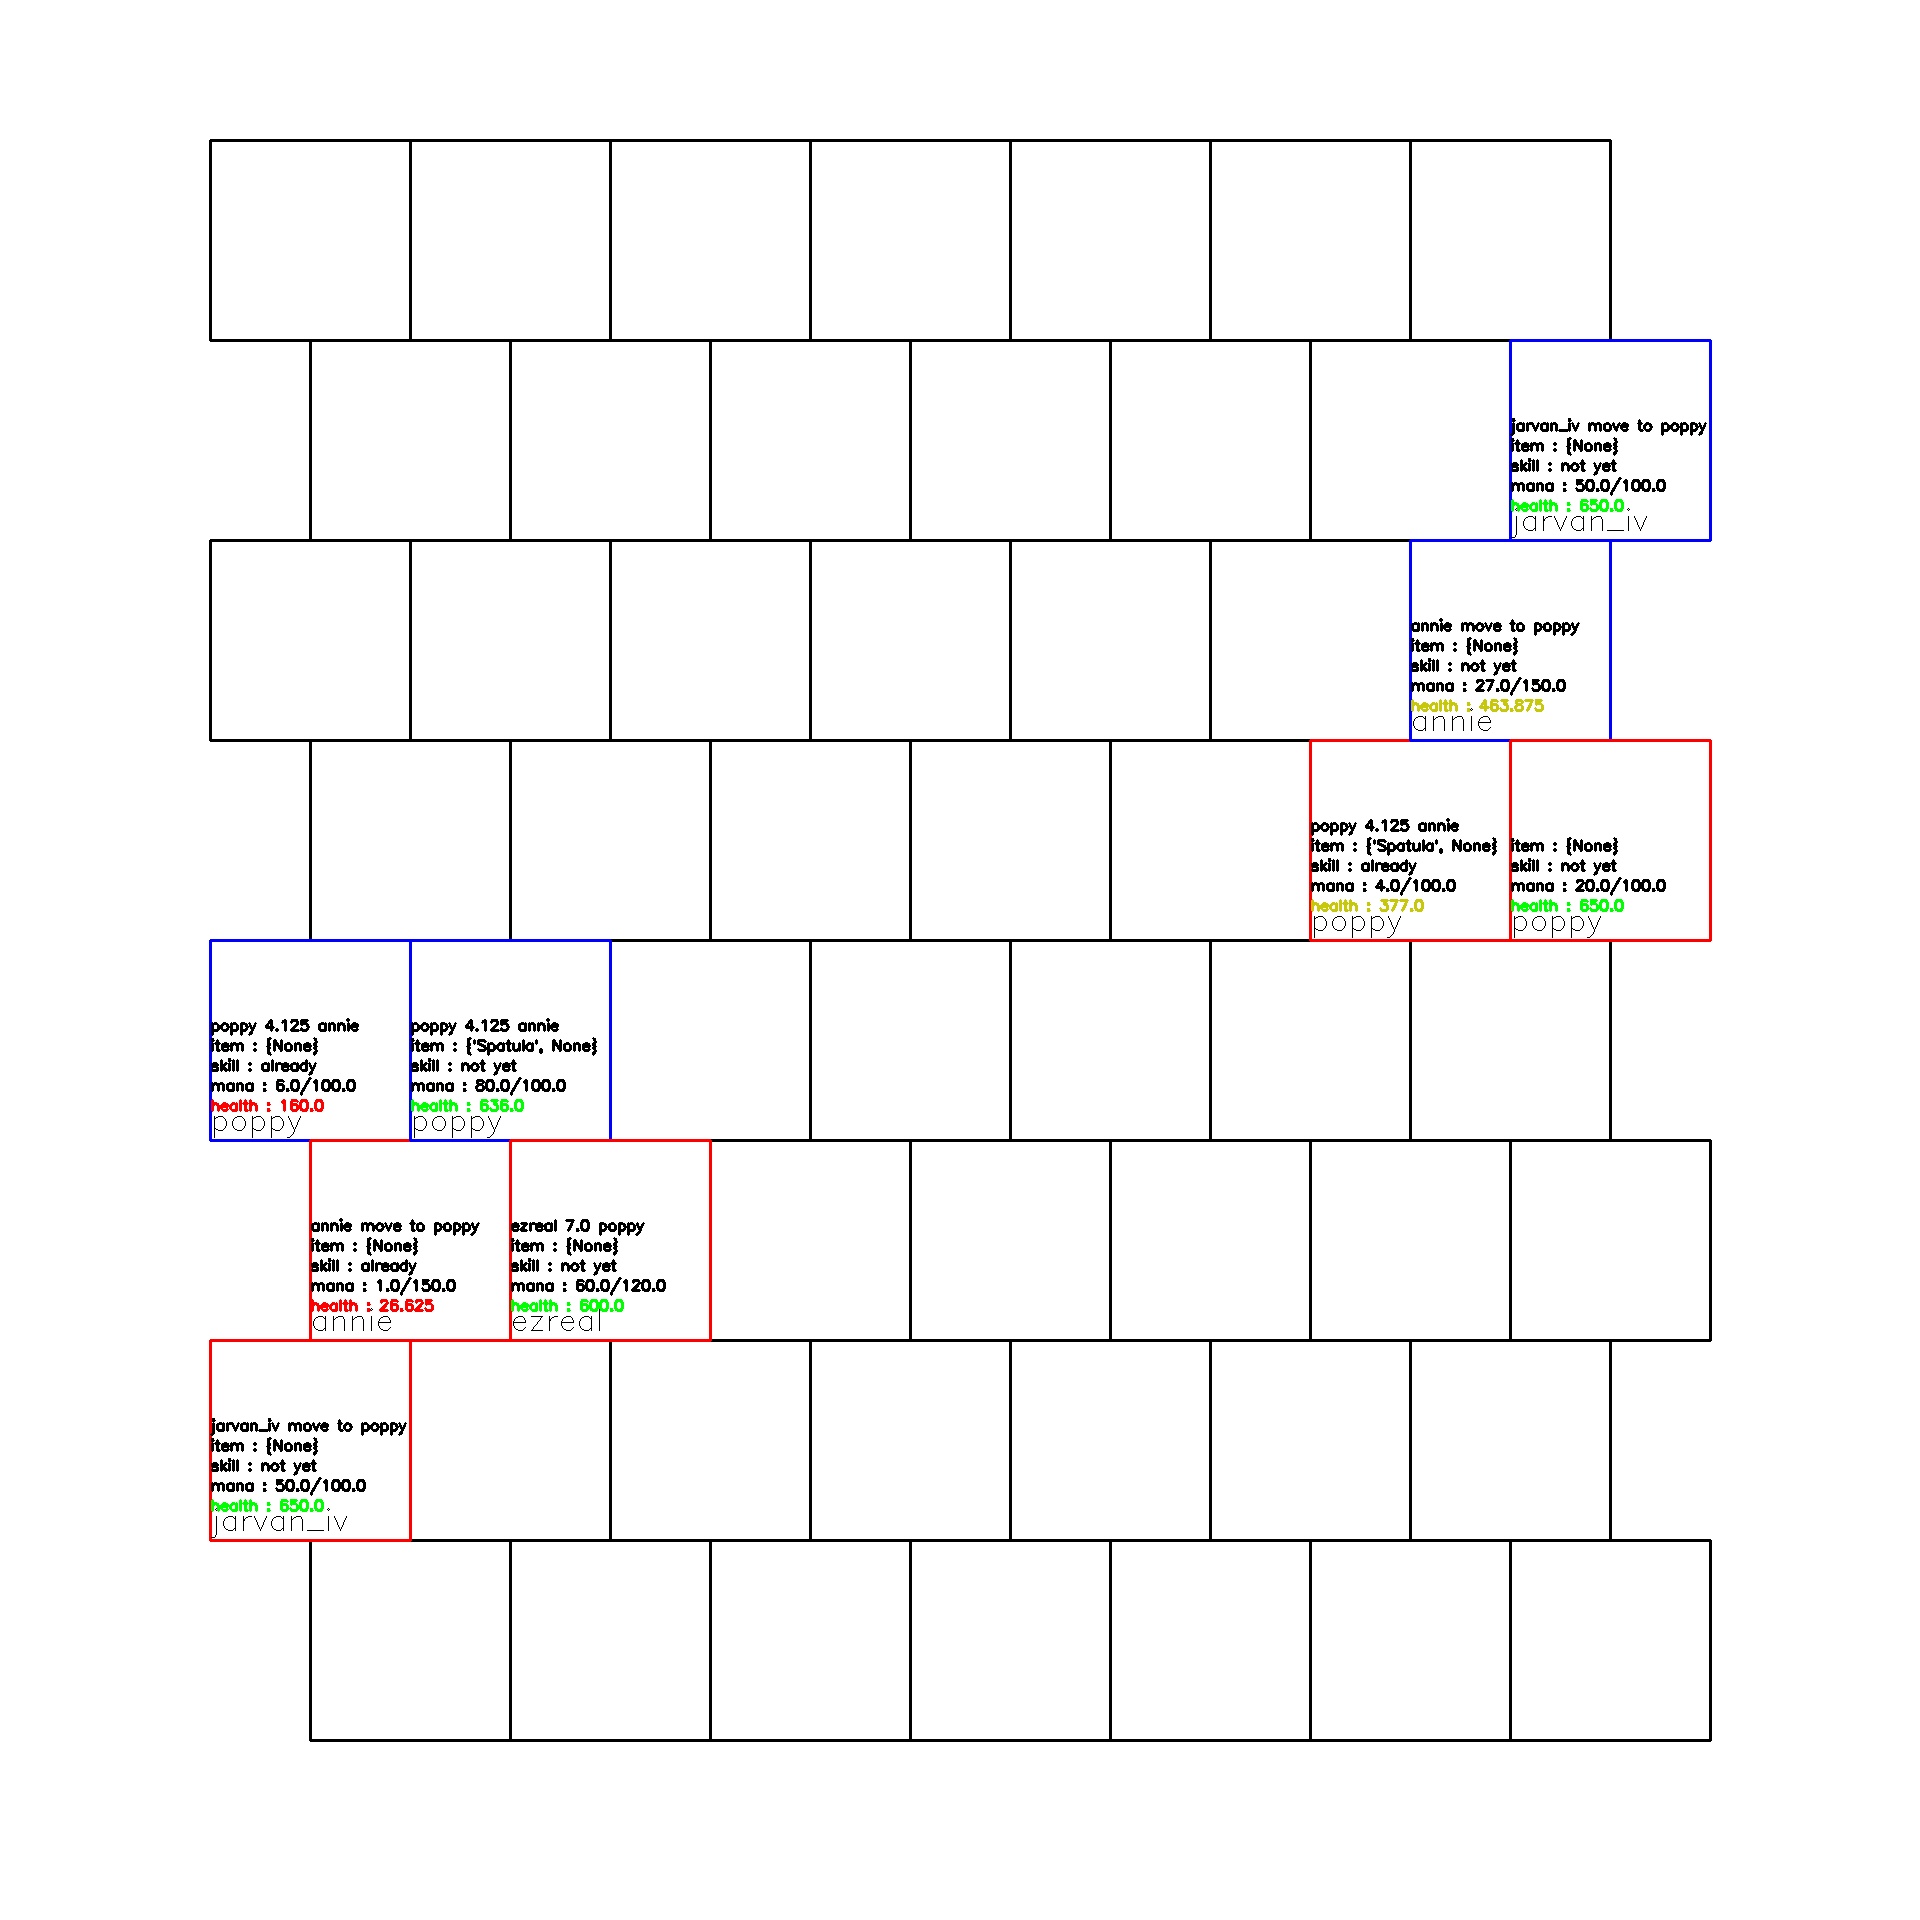 jarvan_iv move to poppy
item : {None}
skill : not yet
mana : 50.0/100.0
health : 650.0
jarvan_iv
annie move to poppy
item : {None}
skill : not yet
mana : 27.0/150.0
health : 463.875
annie
poppy 4.125 annie
item : {'Spatula', None}
skill : already
mana : 4.0/100.0
health : 377.0
poppy
item : {None}
skill : not yet
mana : 20.0/100.0
health : 650.0
poppy
poppy 4.125 annie
item : {None}
skill : already
mana : 6.0/100.0
health : 160.0
poppy
poppy 4.125 annie
item : {'Spatula', None}
skill : not yet
mana : 80.0/100.0
health : 636.0
poppy
annie move to poppy
item : {None}
skill : already
mana : 1.0/150.0
health : 26.625
annie
ezreal 7.0 poppy
item : {None}
skill : not yet
mana : 60.0/120.0
health : 600.0
ezreal
jarvan_iv move to poppy
item : {None}
skill : not yet
mana : 50.0/100.0
health : 650.0
jarvan_iv